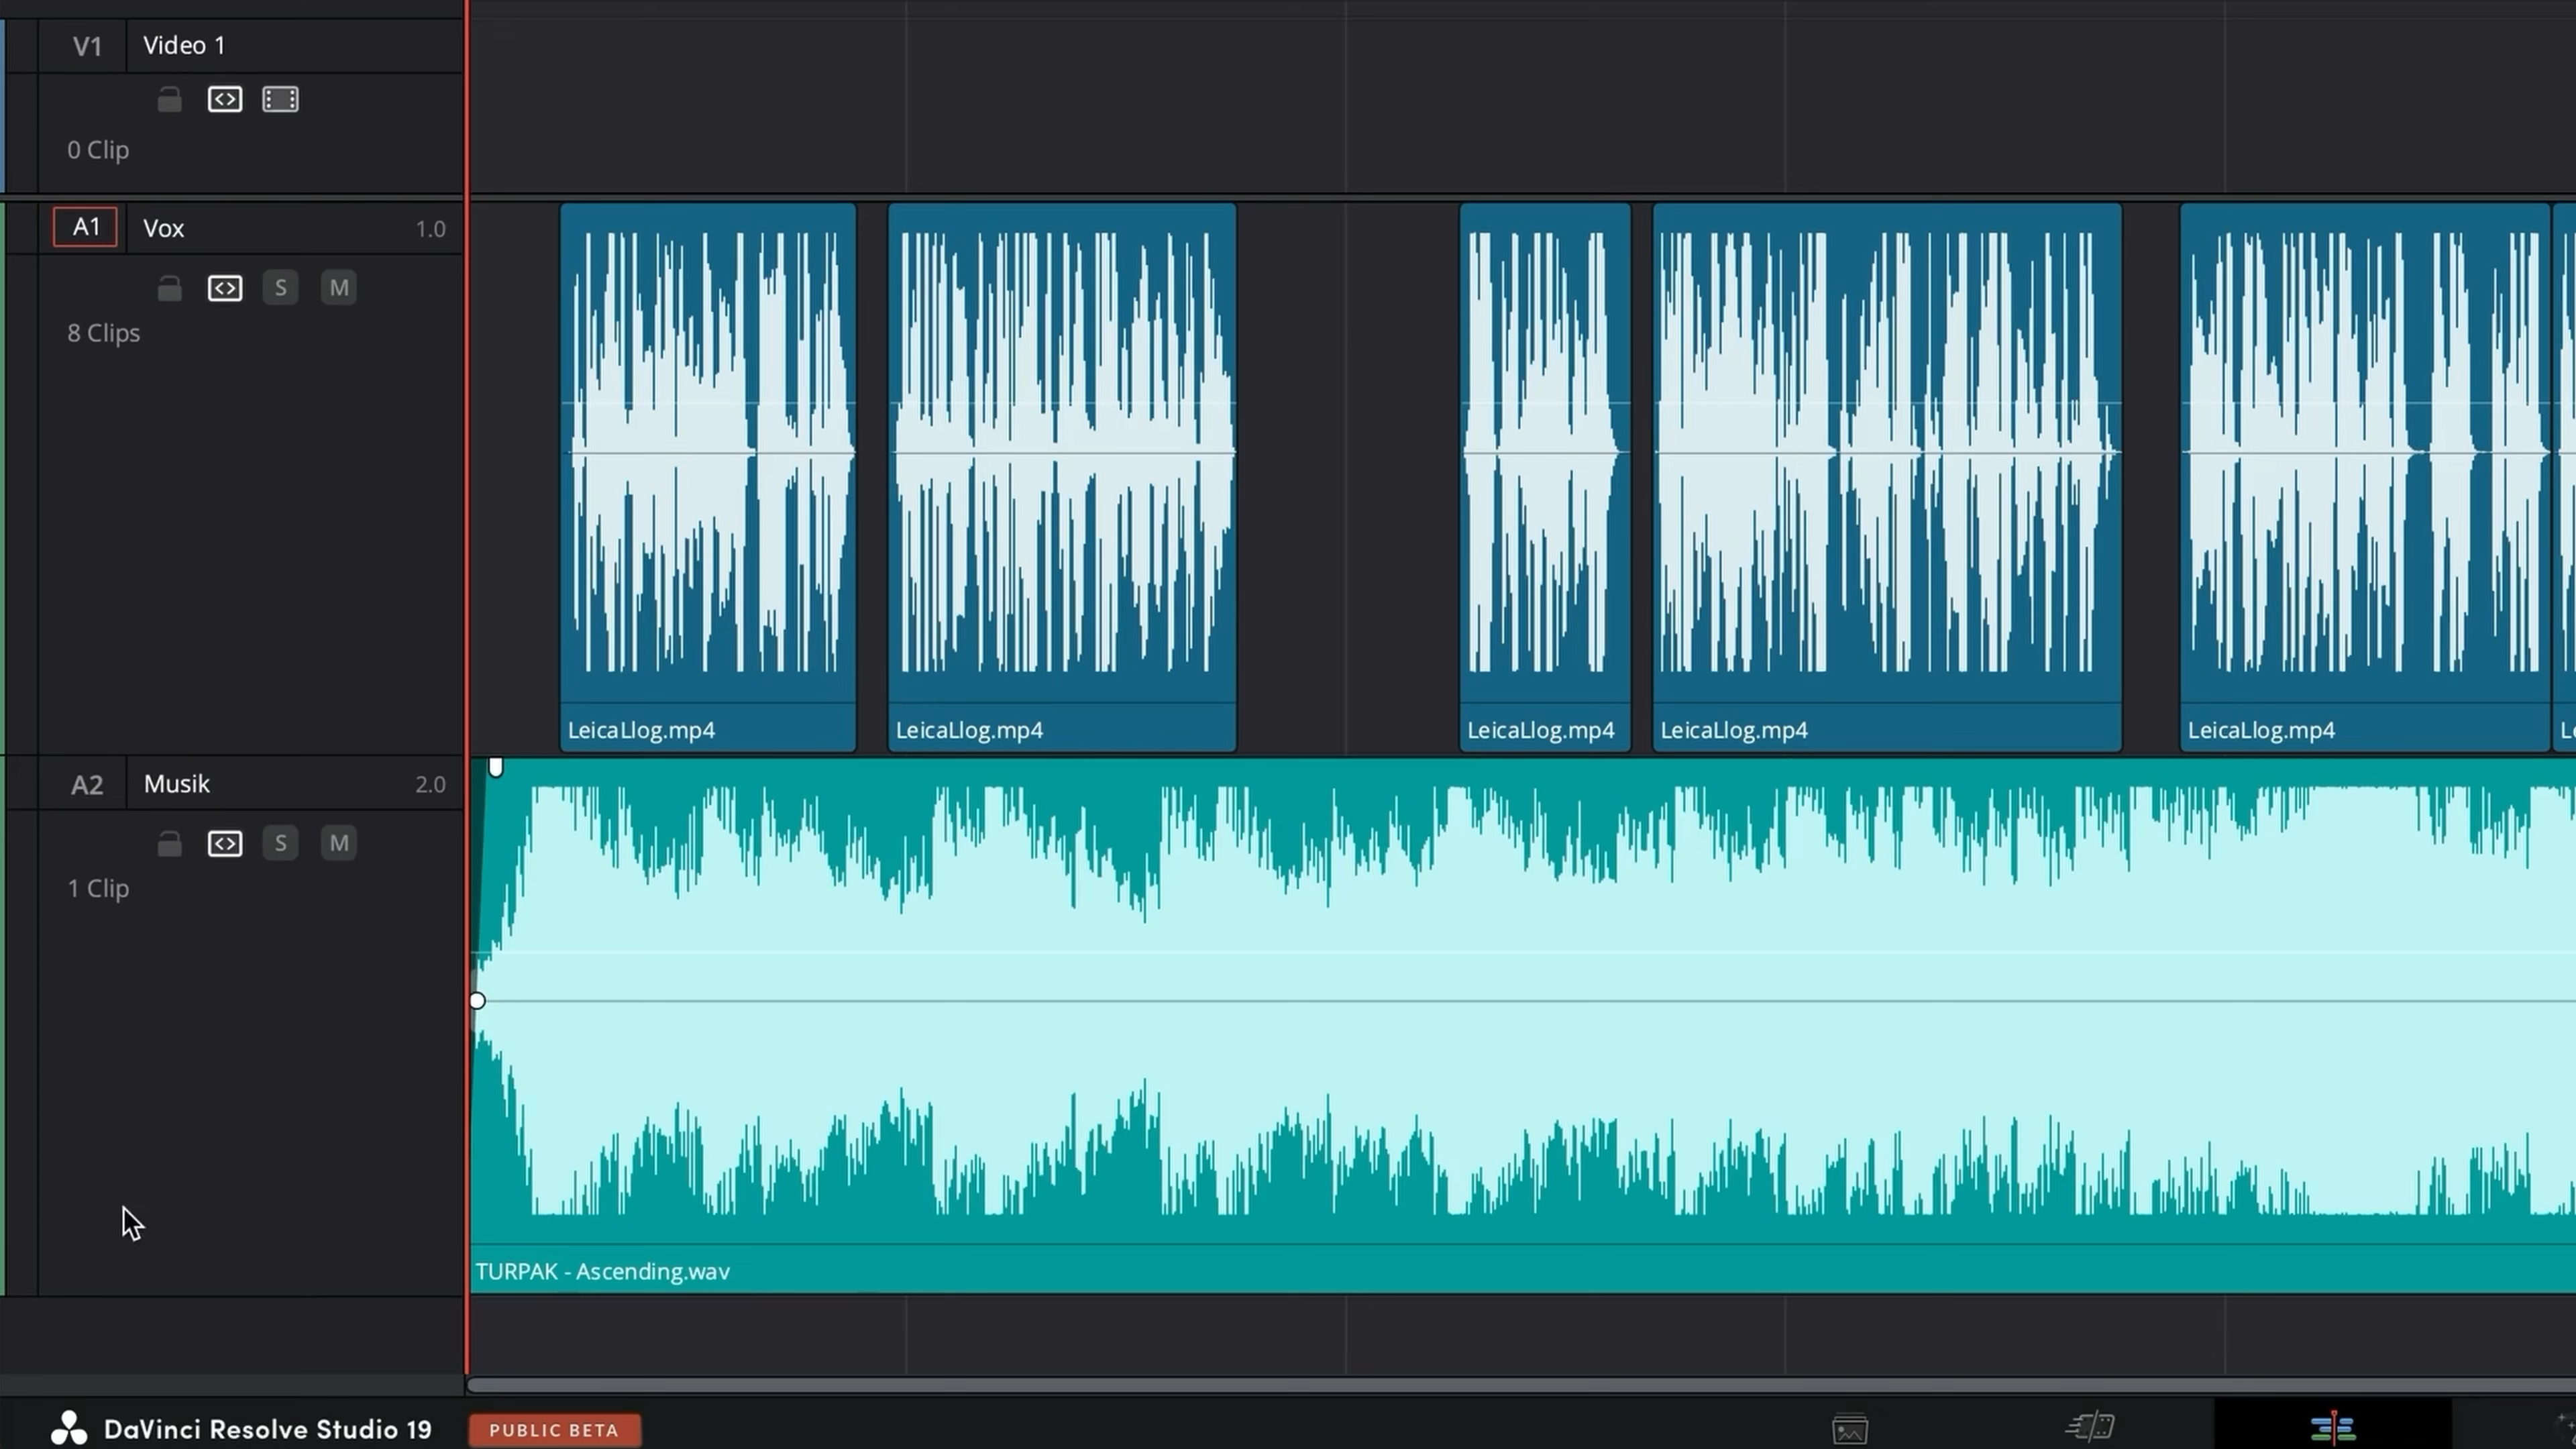 V1 Video 1
0 Clip
A1 Vox 1.0
S M
8 Clips
LeicaLlog.mp4 LeicaLlog.mp4 LeicaLlog.mp4 LeicaLlog.mp4 LeicaLlog.mp4
A2 Musik 2.0
S M
1 Clip
TURPAK - Ascending.wav
DaVinci Resolve Studio 19 PUBLIC BETA